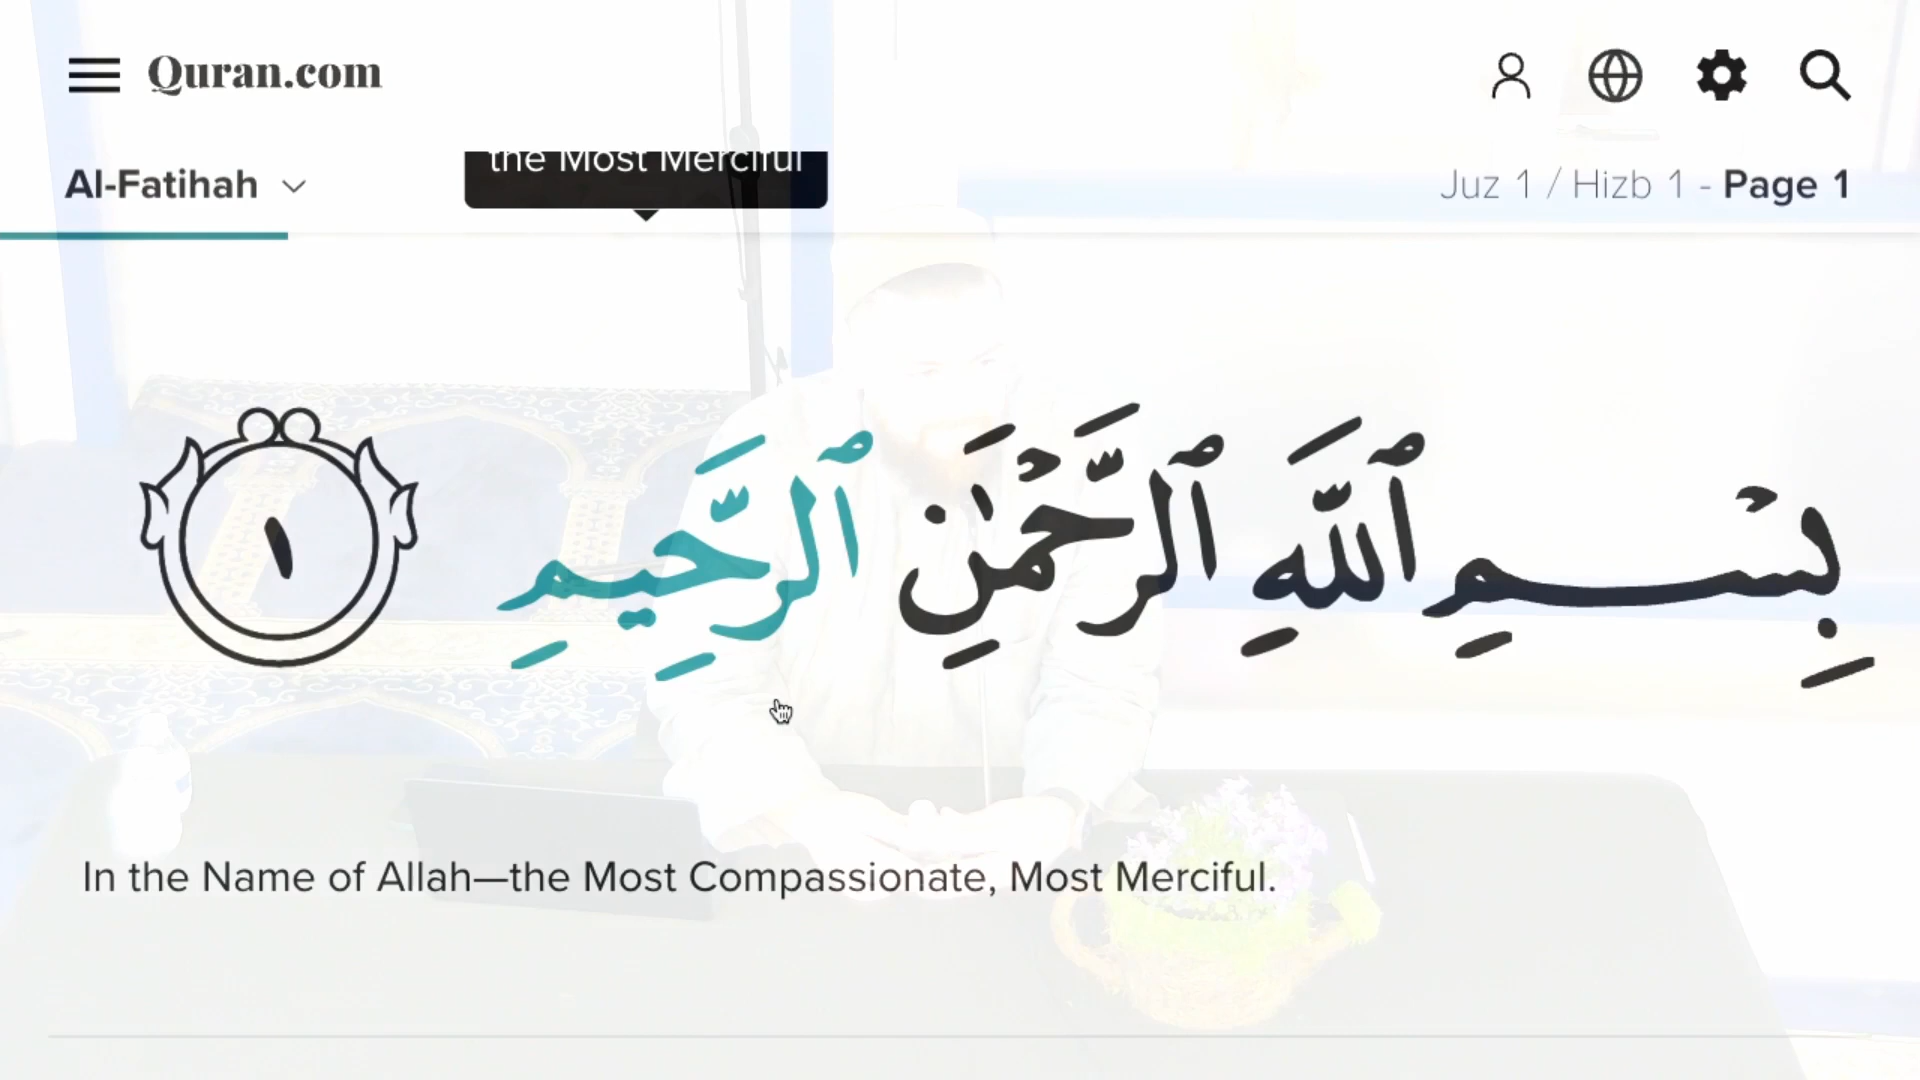 Quran.com
the Most Merciful
Al-Fatihah
Juz 1 / Hizb 1 - Page 1
بِسْمِ ٱللَّهِ ٱلرَّحْمَـٰنِ ٱلرَّحِيمِ ١
In the Name of Allah—the Most Compassionate, Most Merciful.